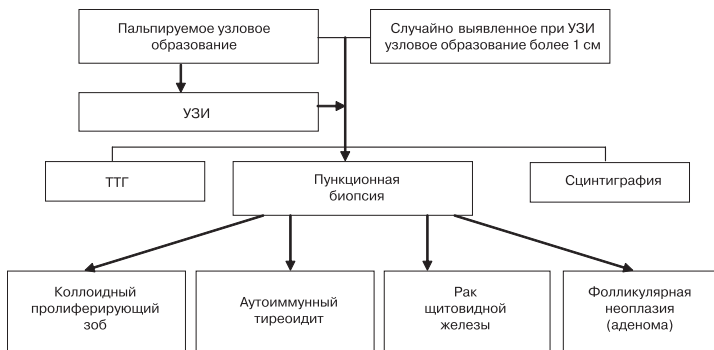 Пальпируемое узловое
образование
Случайно выявленное при УЗИ
узловое образование более 1 см
УЗИ
ТТГ
Пункционная
биопсия
Сцинтиграфия
Коллоидный
пролиферирующий
зоб
Аутоиммунный
тиреоидит
Рак
щитовидной
железы
Фолликулярная
неоплазия
(аденома)